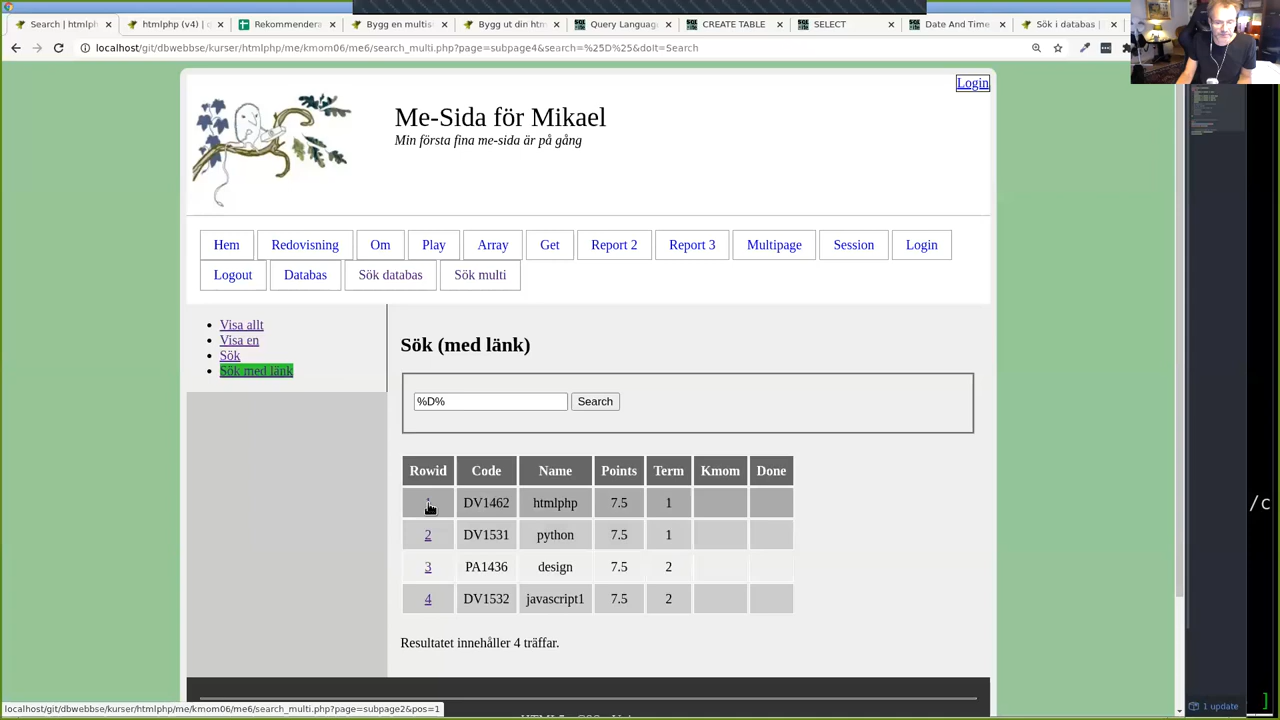 Search | htmlph
htmlphp (v4) | c
Rekommendera
Bygg en multis
Bygg ut din htm
Query Languag
CREATE TABLE
SELECT
Date And Time
Sök i databas |
localhost/git/dbwebbse/kurser/htmlphp/me/kmom06/me6/search_multi.php?page=subpage4&search=%25D%25&doit=Search
Login
Me-Sida för Mikael
Min första fina me-sida är på gång
Hem Redovisning Om Play Array Get Report 2 Report 3 Multipage Session Login
Logout Databas Sök databas Sök multi
Visa allt
Visa en
Sök
Sök med länk
Sök (med länk)
%D% Search
Rowid Code Name Points Term Kmom Done
DV1462 htmlphp 7.5 1
2 DV1531 python 7.5 1
3 PA1436 design 7.5 2
4 DV1532 javascript1 7.5 2
Resultatet innehåller 4 träffar.
/c
localhost/git/dbwebbse/kurser/htmlphp/me/kmom06/me6/search_multi.php?page=subpage2&pos=1
]
1 update